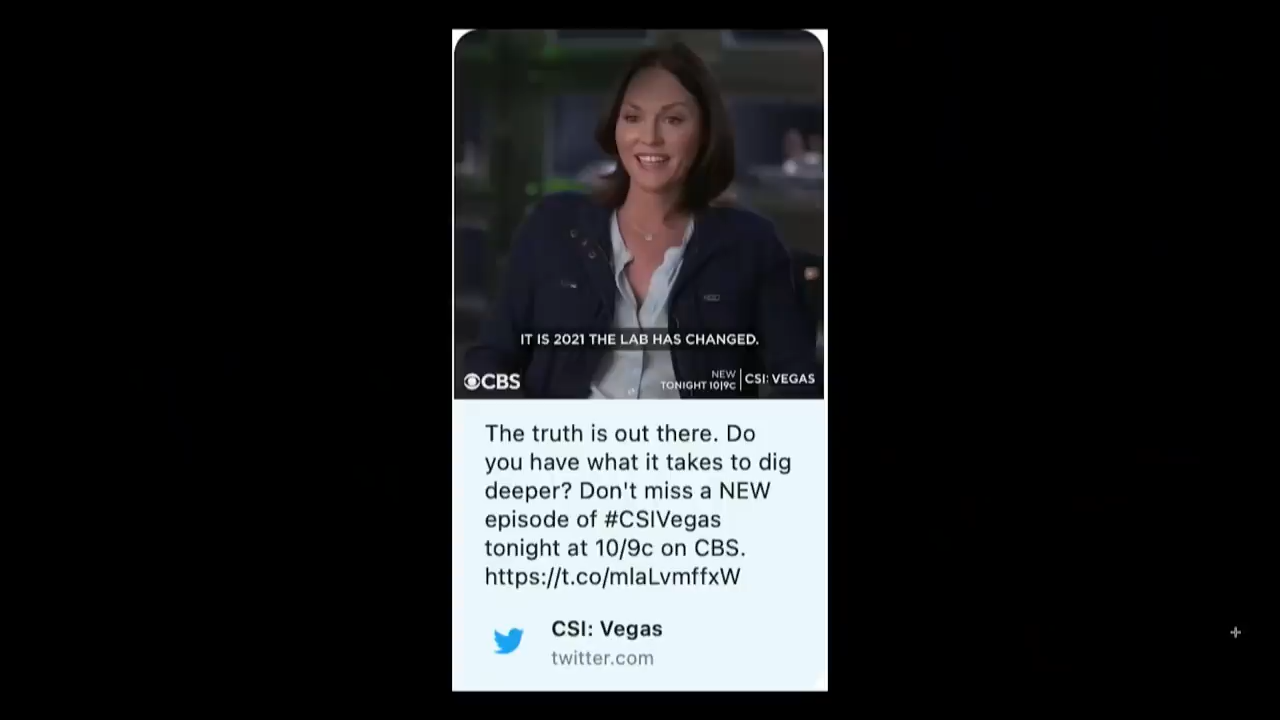 IT IS 2021 THE LAB HAS CHANGED.
CBS
NEW
TONIGHT 10|9C
CSI: VEGAS
The truth is out there. Do
you have what it takes to dig
deeper? Don't miss a NEW
episode of #CSIVegas
tonight at 10/9c on CBS.
https://t.co/mlaLvmffxW
CSI: Vegas
twitter.com